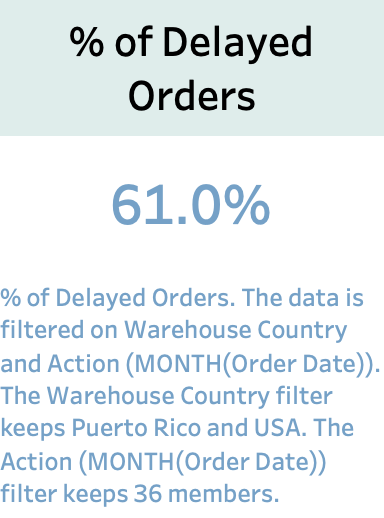 % of Delayed
Orders
61.0%
% of Delayed Orders. The data is
filtered on Warehouse Country
and Action (MONTH(Order Date)).
The Warehouse Country filter
keeps Puerto Rico and USA. The
Action (MONTH(Order Date))
filter keeps 36 members.